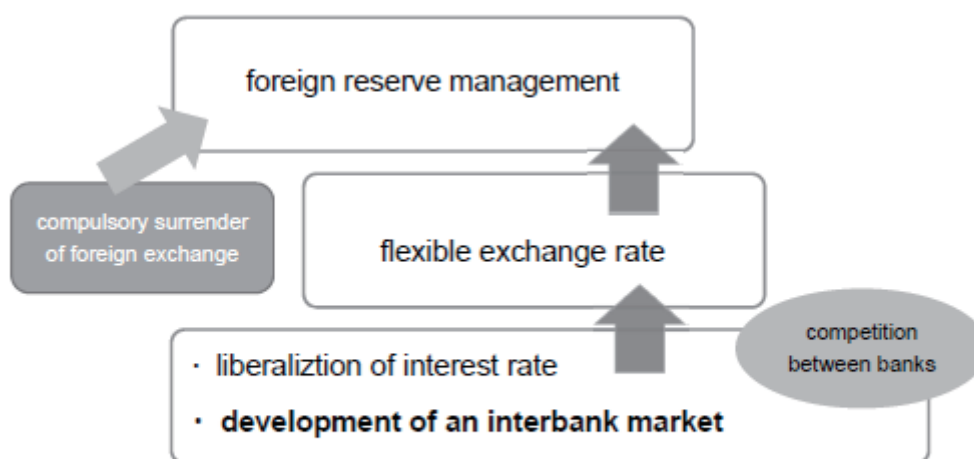 foreign reserve management
compulsory surrender
of foreign exchange
flexible exchange rate
competition
between banks
· liberaliztion of interest rate
· development of an interbank market